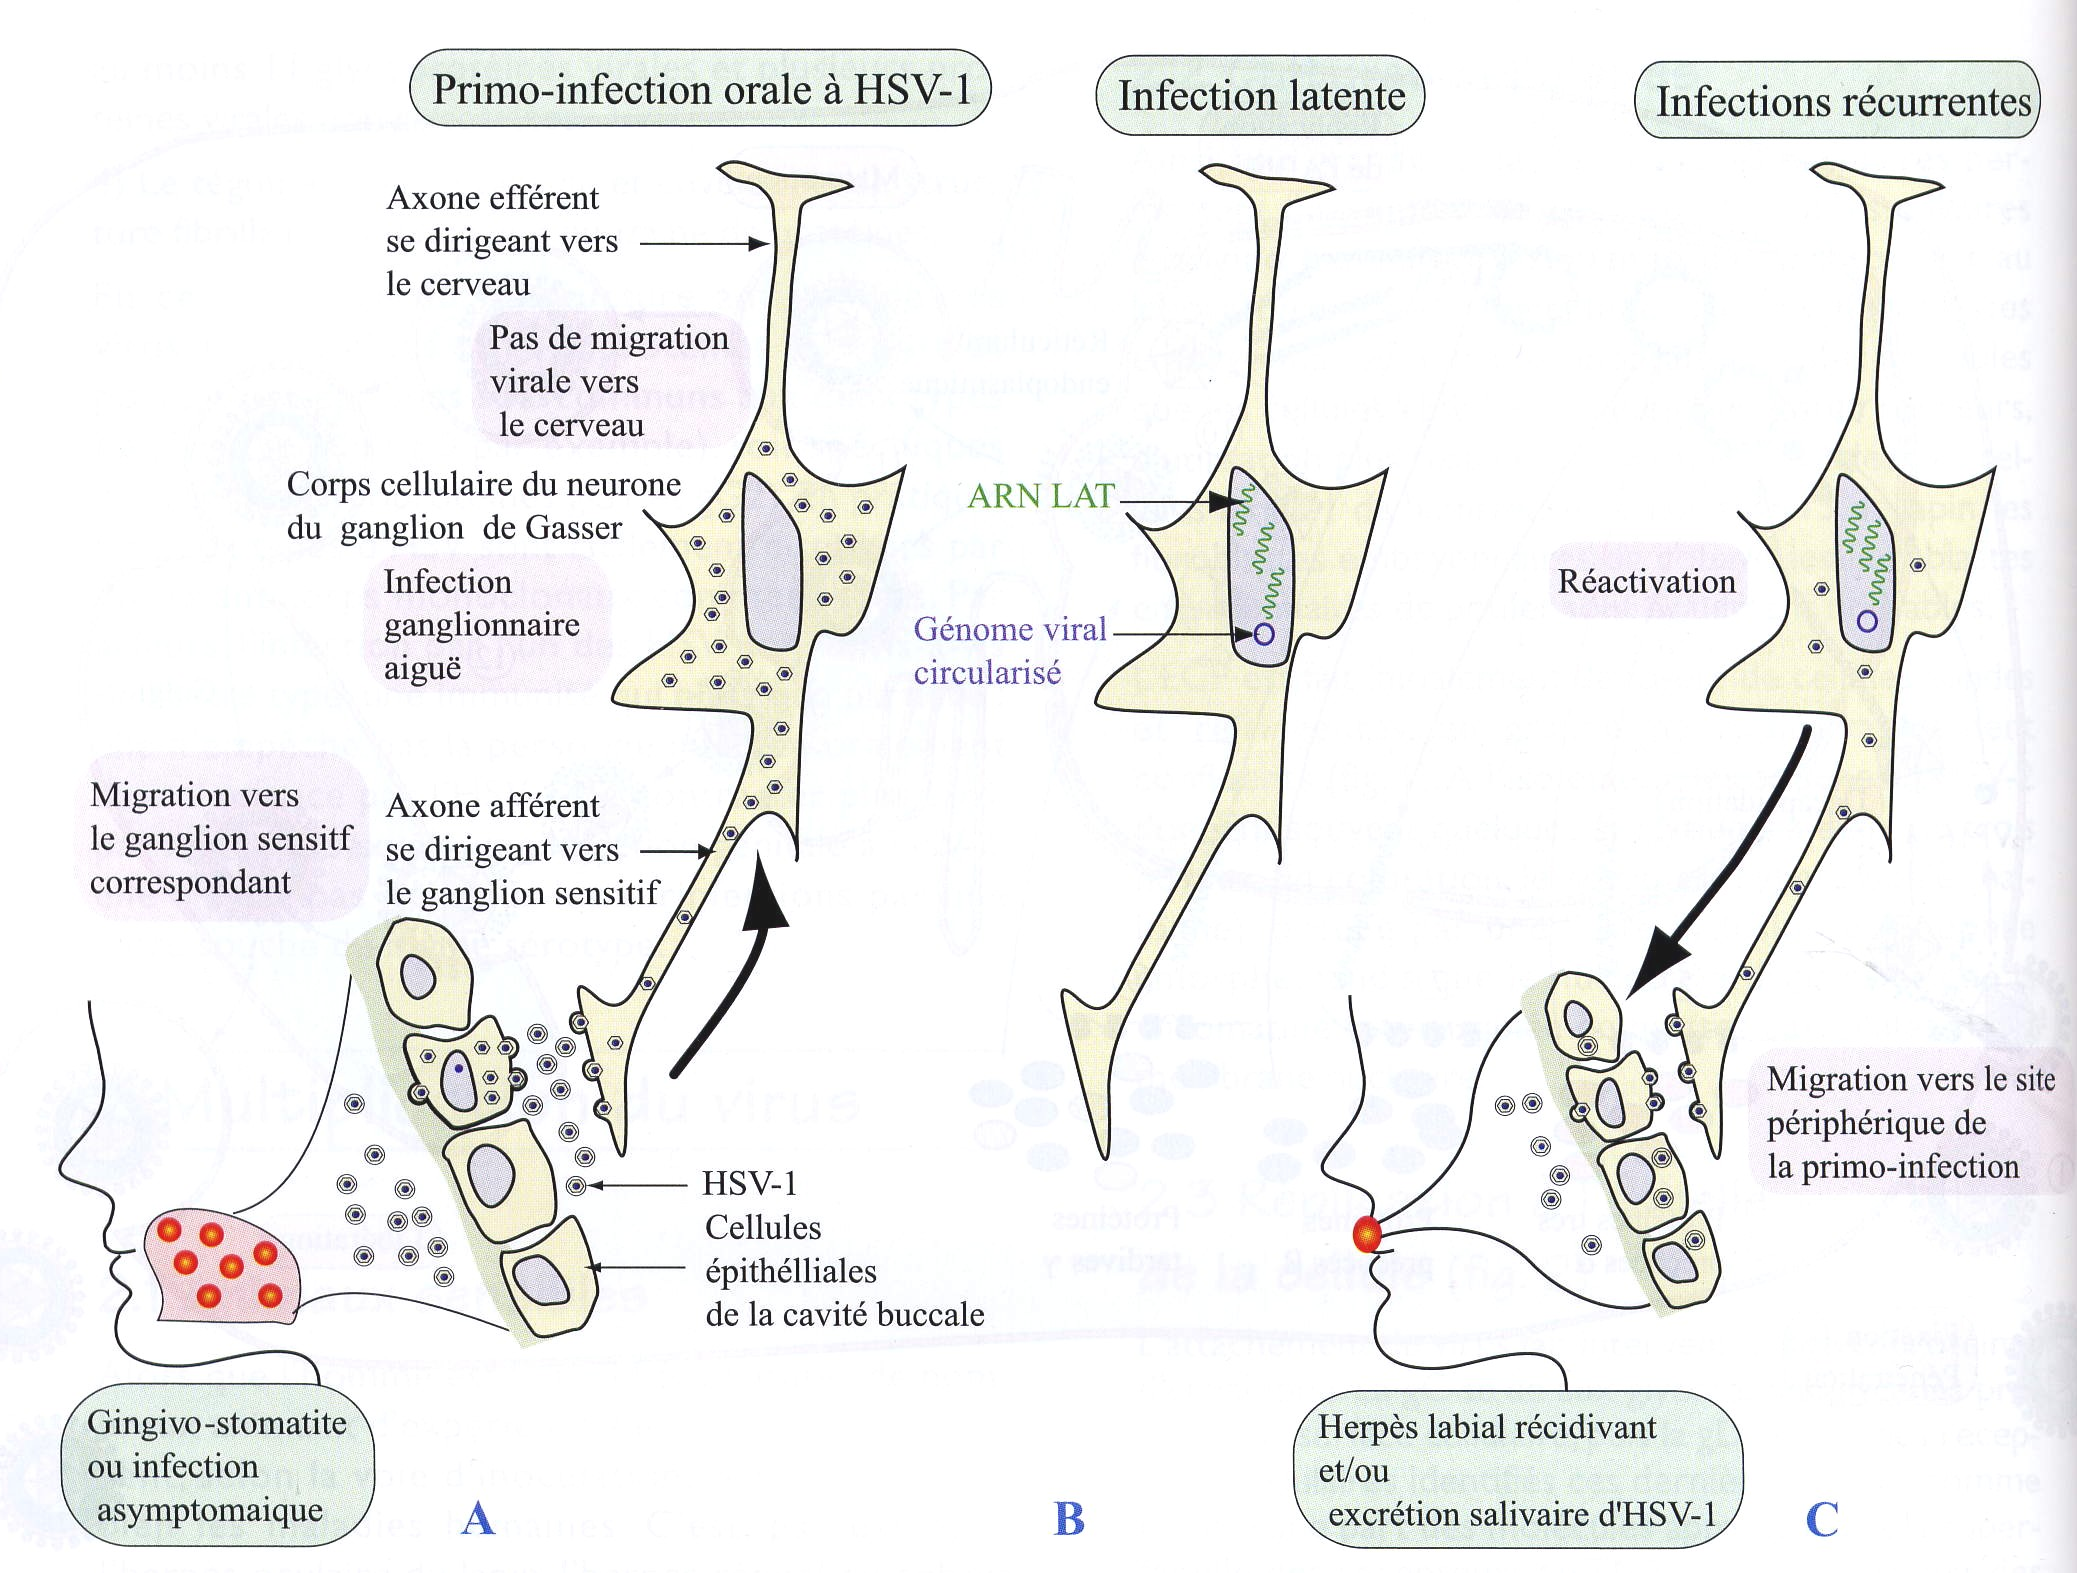 Primo-infection orale à HSV-1
Infection latente
Infections récurrentes
Axone efférent
se dirigeant vers
le cerveau
Pas de migration
virale vers
le cerveau
Corps cellulaire du neurone
du ganglion de Gasser
Infection
ganglionnaire
aiguë
Migration vers
le ganglion sensitf
correspondant
Axone afférent
se dirigeant vers
le ganglion sensitif
HSV-1
Cellules
épithélliales
de la cavité buccale
Gingivo-stomatite
ou infection
asymptomaique
A
ARN LAT
Génome viral
circularisé
B
Réactivation
Migration vers le site
périphérique de
la primo-infection
Herpès labial récidivant
et/ou
excrétion salivaire d'HSV-1
C